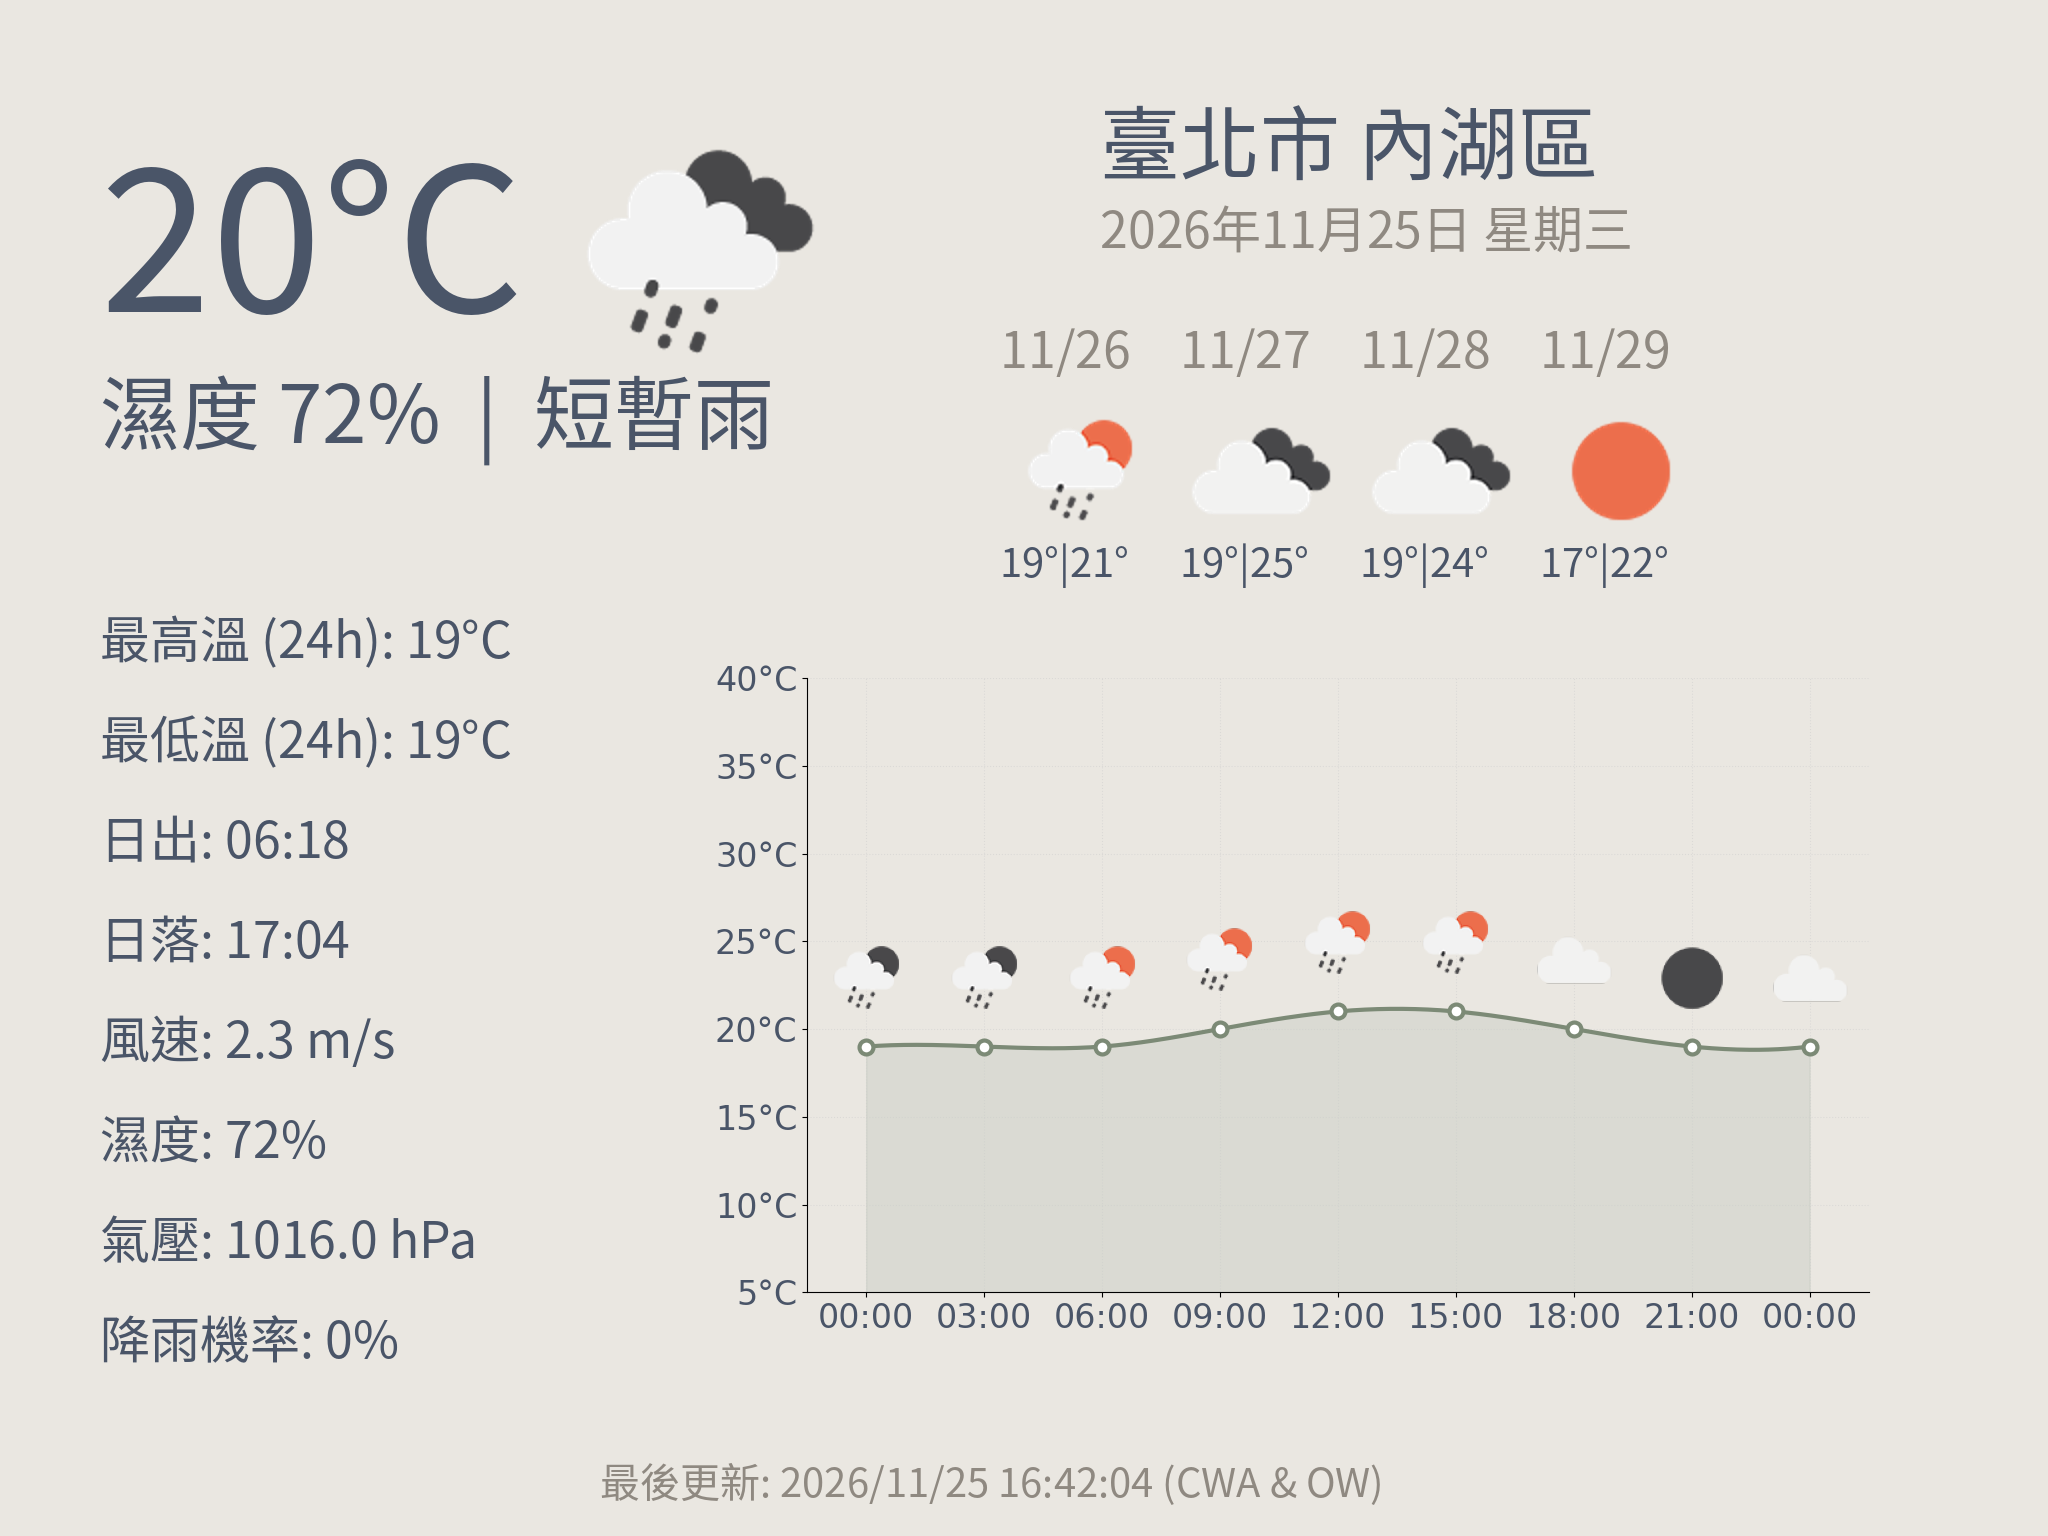 20°C
濕度 72% | 短暫雨
臺北市 內湖區
2026年11月25日 星期三
11/26 11/27 11/28 11/29
19°|21° 19°|25° 19°|24° 17°|22°
最高溫 (24h): 19°C
最低溫 (24h): 19°C
日出: 06:18
日落: 17:04
風速: 2.3 m/s
濕度: 72%
氣壓: 1016.0 hPa
降雨機率: 0%
40°C
35°C
30°C
25°C
20°C
15°C
10°C
5°C
00:00 03:00 06:00 09:00 12:00 15:00 18:00 21:00 00:00
最後更新: 2026/11/25 16:42:04 (CWA & OW)